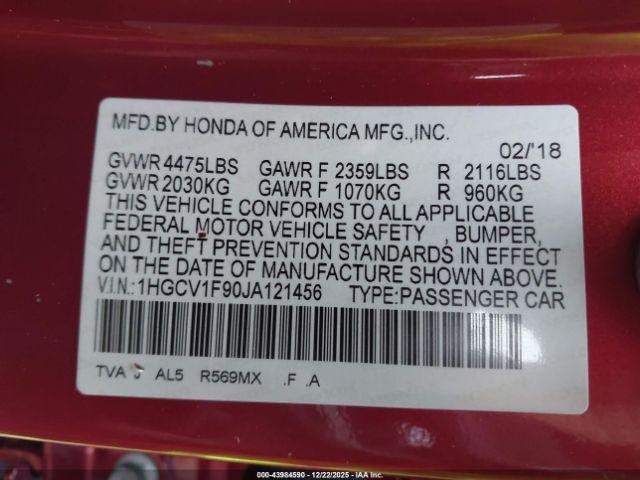 MFD.BY HONDA OF AMERICA MFG.,INC.
02/'18
GVWR 4475LBS GAWR F 2359LBS R 2116LBS
GVWR 2030KG GAWR F 1070KG R 960KG
THIS VEHICLE CONFORMS TO ALL APPLICABLE
FEDERAL MOTOR VEHICLE SAFETY , BUMPER,
AND THEFT PREVENTION STANDARDS IN EFFECT
ON THE DATE OF MANUFACTURE SHOWN ABOVE.
V.I.N.:1HGCV1F90JA121456 TYPE:PASSENGER CAR
TVA AL5 R569MX .F .A
000-43984590 - 12/22/2025 - IAA Inc.